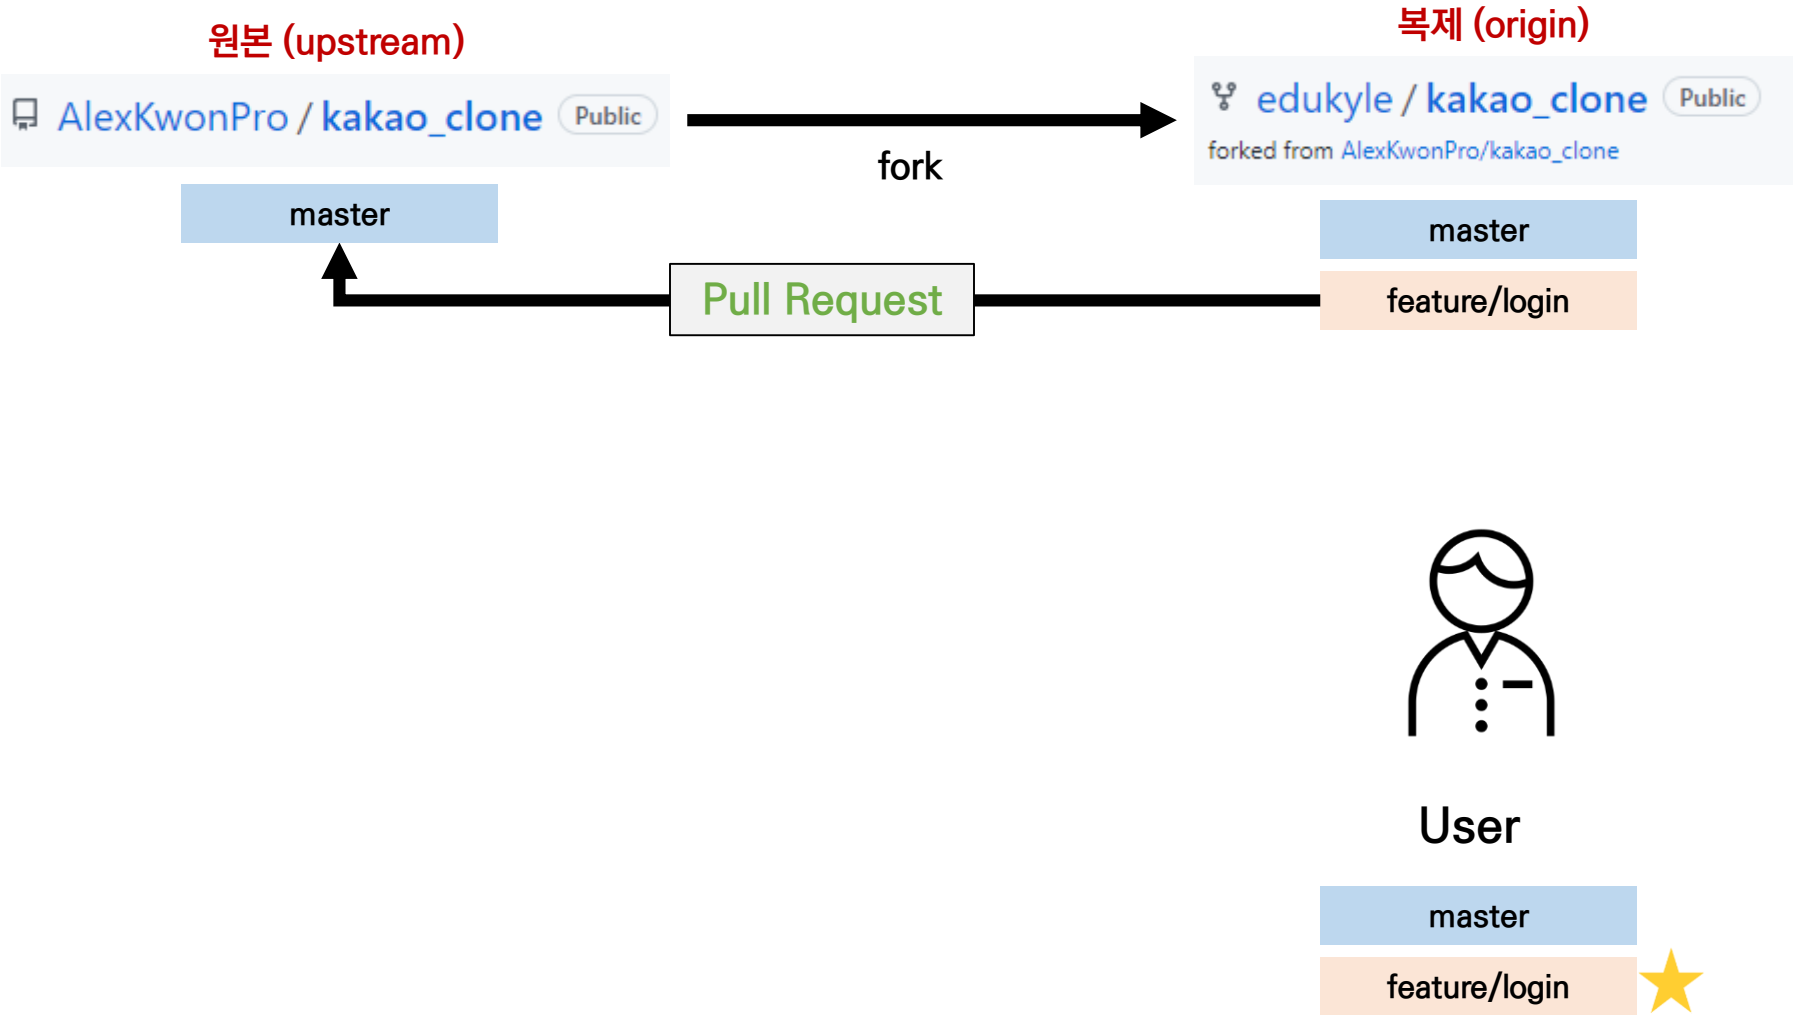 원본 (upstream)
AlexKwonPro / kakao_clone Public
master
fork
복제 (origin)
edukyle / kakao_clone Public
forked from AlexKwonPro/kakao_clone
master
feature/login
Pull Request
User
master
feature/login